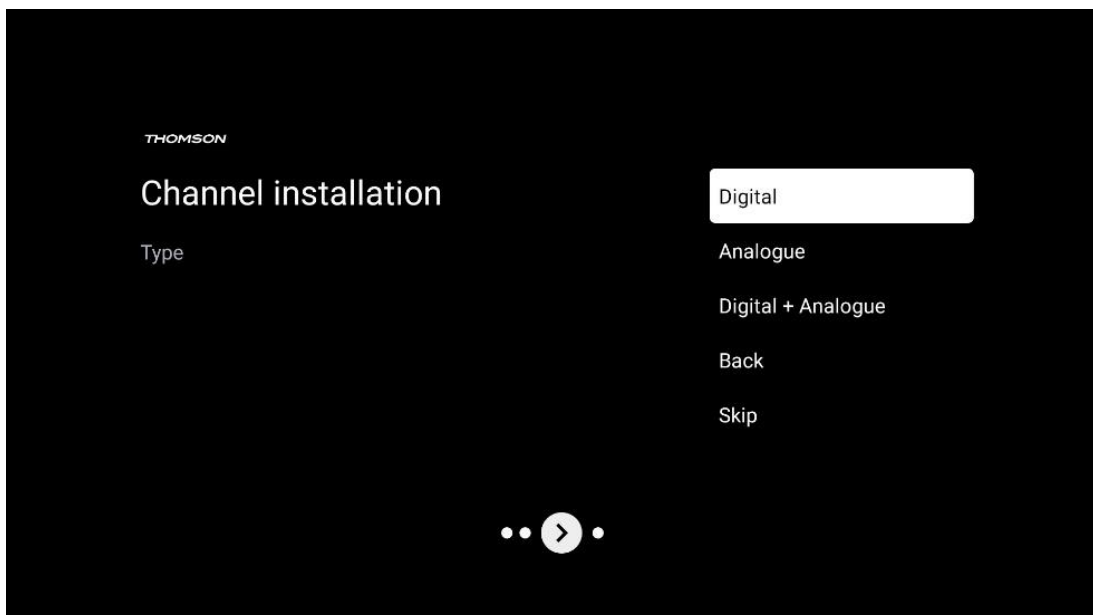 THOMSON
Channel installation
Type
Digital
Analogue
Digital + Analogue
Back
Skip